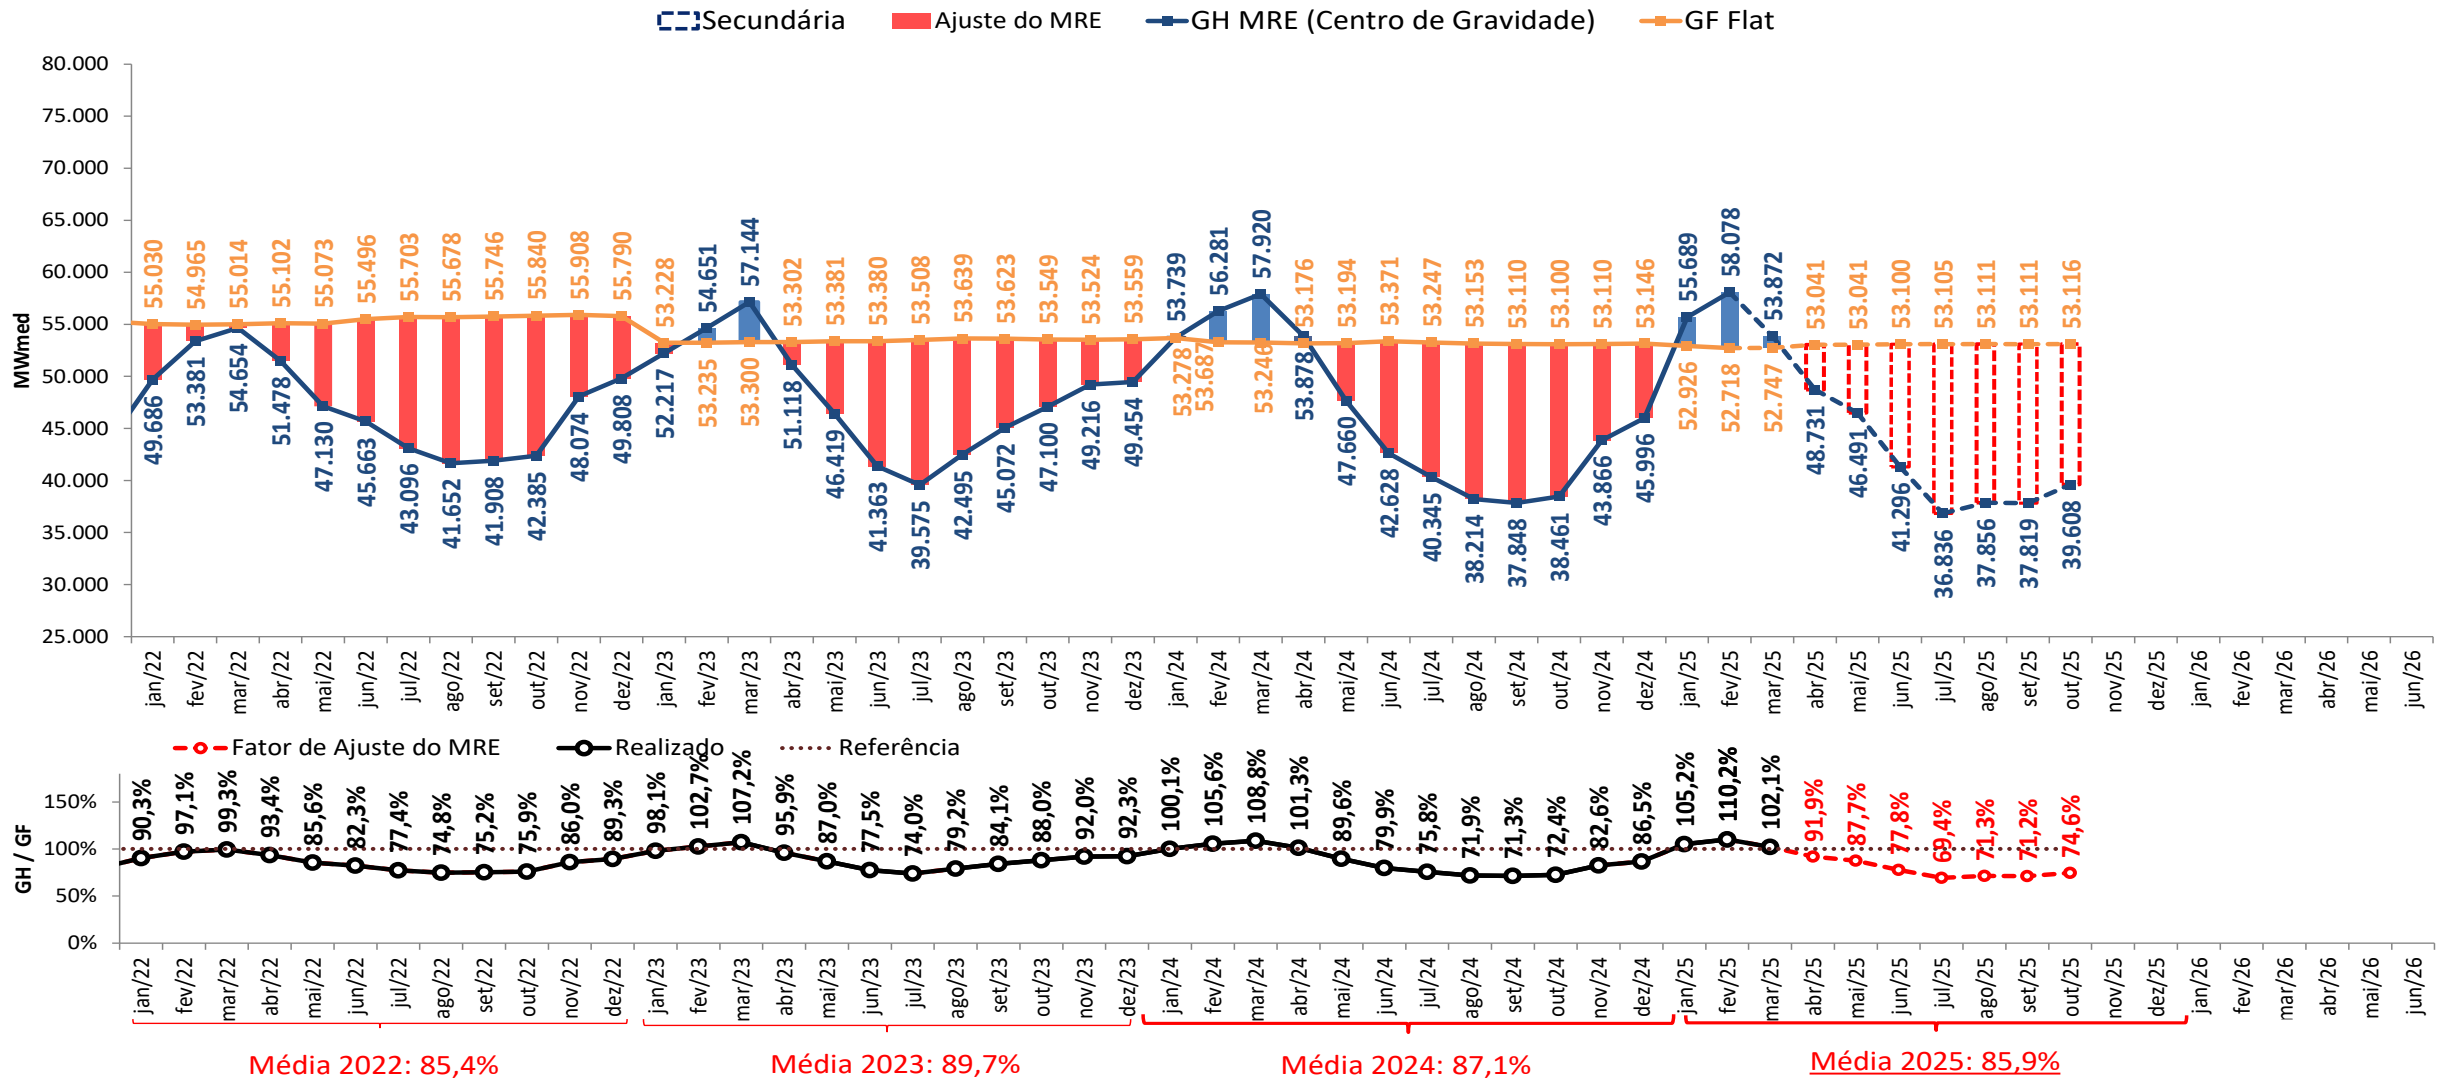 Secundária Ajuste do MRE GH MRE (Centro de Gravidade) GF Flat
MWmed
80.000
75.000
70.000
65.000
60.000
55.000
50.000
45.000
40.000
35.000
30.000
25.000
55.030 54.965 55.014 55.102 55.073 55.496 55.703 55.678 55.746 55.840 55.908 55.790 53.228 54.651 57.144 53.302 53.381 53.380 53.508 53.639 53.623 53.549 53.524 53.559 53.739 56.281 57.920 53.176 53.194 53.371 53.247 53.153 53.110 53.100 53.110 53.146 55.689 58.078 53.872 53.041 53.041 53.100 53.105 53.111 53.111 53.116
49.686 53.381 54.654 51.478 47.130 45.663 43.096 41.652 41.908 42.385 48.074 49.808 52.217 53.235 53.300 51.118 46.419 41.363 39.575 42.495 45.072 47.100 49.216 49.454 53.278 53.687 53.246 53.878 47.660 42.628 40.345 38.214 37.848 38.461 43.866 45.996 52.926 52.718 52.747 48.731 46.491 41.296 36.836 37.856 37.819 39.608
jan/22 fev/22 mar/22 abr/22 mai/22 jun/22 jul/22 ago/22 set/22 out/22 nov/22 dez/22 jan/23 fev/23 mar/23 abr/23 mai/23 jun/23 jul/23 ago/23 set/23 out/23 nov/23 dez/23 jan/24 fev/24 mar/24 abr/24 mai/24 jun/24 jul/24 ago/24 set/24 out/24 nov/24 dez/24 jan/25 fev/25 mar/25 abr/25 mai/25 jun/25 jul/25 ago/25 set/25 out/25 nov/25 dez/25 jan/26 fev/26 mar/26 abr/26 mai/26 jun/26
Fator de Ajuste do MRE Realizado Referência
GH / GF
150%
100%
50%
0%
90,3% 97,1% 99,3% 93,4% 85,6% 82,3% 77,4% 74,8% 75,2% 75,9% 86,0% 89,3% 98,1% 102,7% 107,2% 95,9% 87,0% 77,5% 74,0% 79,2% 84,1% 88,0% 92,0% 92,3% 100,1% 105,6% 108,8% 101,3% 89,6% 79,9% 75,8% 71,9% 71,3% 72,4% 82,6% 86,5% 105,2% 110,2% 102,1% 91,9% 87,7% 77,8% 69,4% 71,3% 71,2% 74,6%
jan/22 fev/22 mar/22 abr/22 mai/22 jun/22 jul/22 ago/22 set/22 out/22 nov/22 dez/22 jan/23 fev/23 mar/23 abr/23 mai/23 jun/23 jul/23 ago/23 set/23 out/23 nov/23 dez/23 jan/24 fev/24 mar/24 abr/24 mai/24 jun/24 jul/24 ago/24 set/24 out/24 nov/24 dez/24 jan/25 fev/25 mar/25 abr/25 mai/25 jun/25 jul/25 ago/25 set/25 out/25 nov/25 dez/25 jan/26 fev/26 mar/26 abr/26 mai/26 jun/26
Média 2022: 85,4% Média 2023: 89,7% Média 2024: 87,1% Média 2025: 85,9%